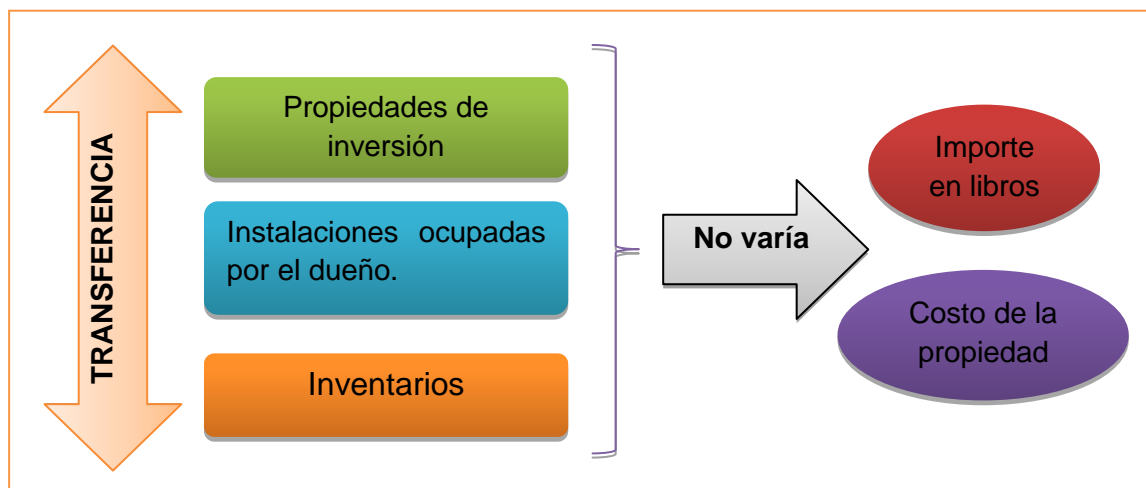 TRANSFERENCIA
Propiedades de
inversión
Instalaciones ocupadas
por el dueño.
Inventarios
No varía
Importe
en libros
Costo de la
propiedad